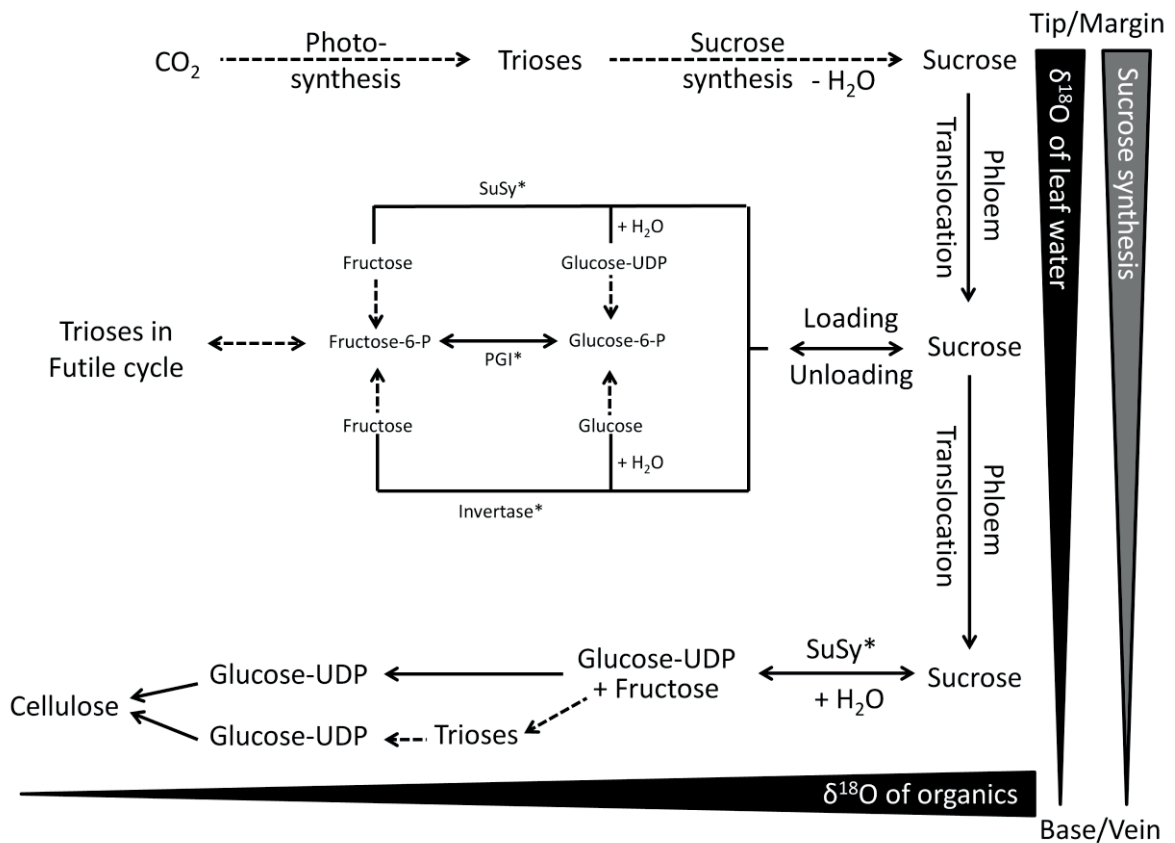 Tip/Margin
CO₂
Photo-
synthesis
Trioses
Sucrose
synthesis
- H₂O
Sucrose
δ¹⁸O of leaf water
Sucrose synthesis
Phloem
Translocation
SuSy*
+ H₂O
Fructose
Glucose-UDP
Trioses in
Futile cycle
Fructose-6-P
PGI*
Glucose-6-P
Loading
Unloading
Sucrose
Fructose
Glucose
+ H₂O
Invertase*
Phloem
Translocation
Glucose-UDP
Glucose-UDP
+ Fructose
SuSy*
+ H₂O
Sucrose
Cellulose
Glucose-UDP
Trioses
δ¹⁸O of organics
Base/Vein